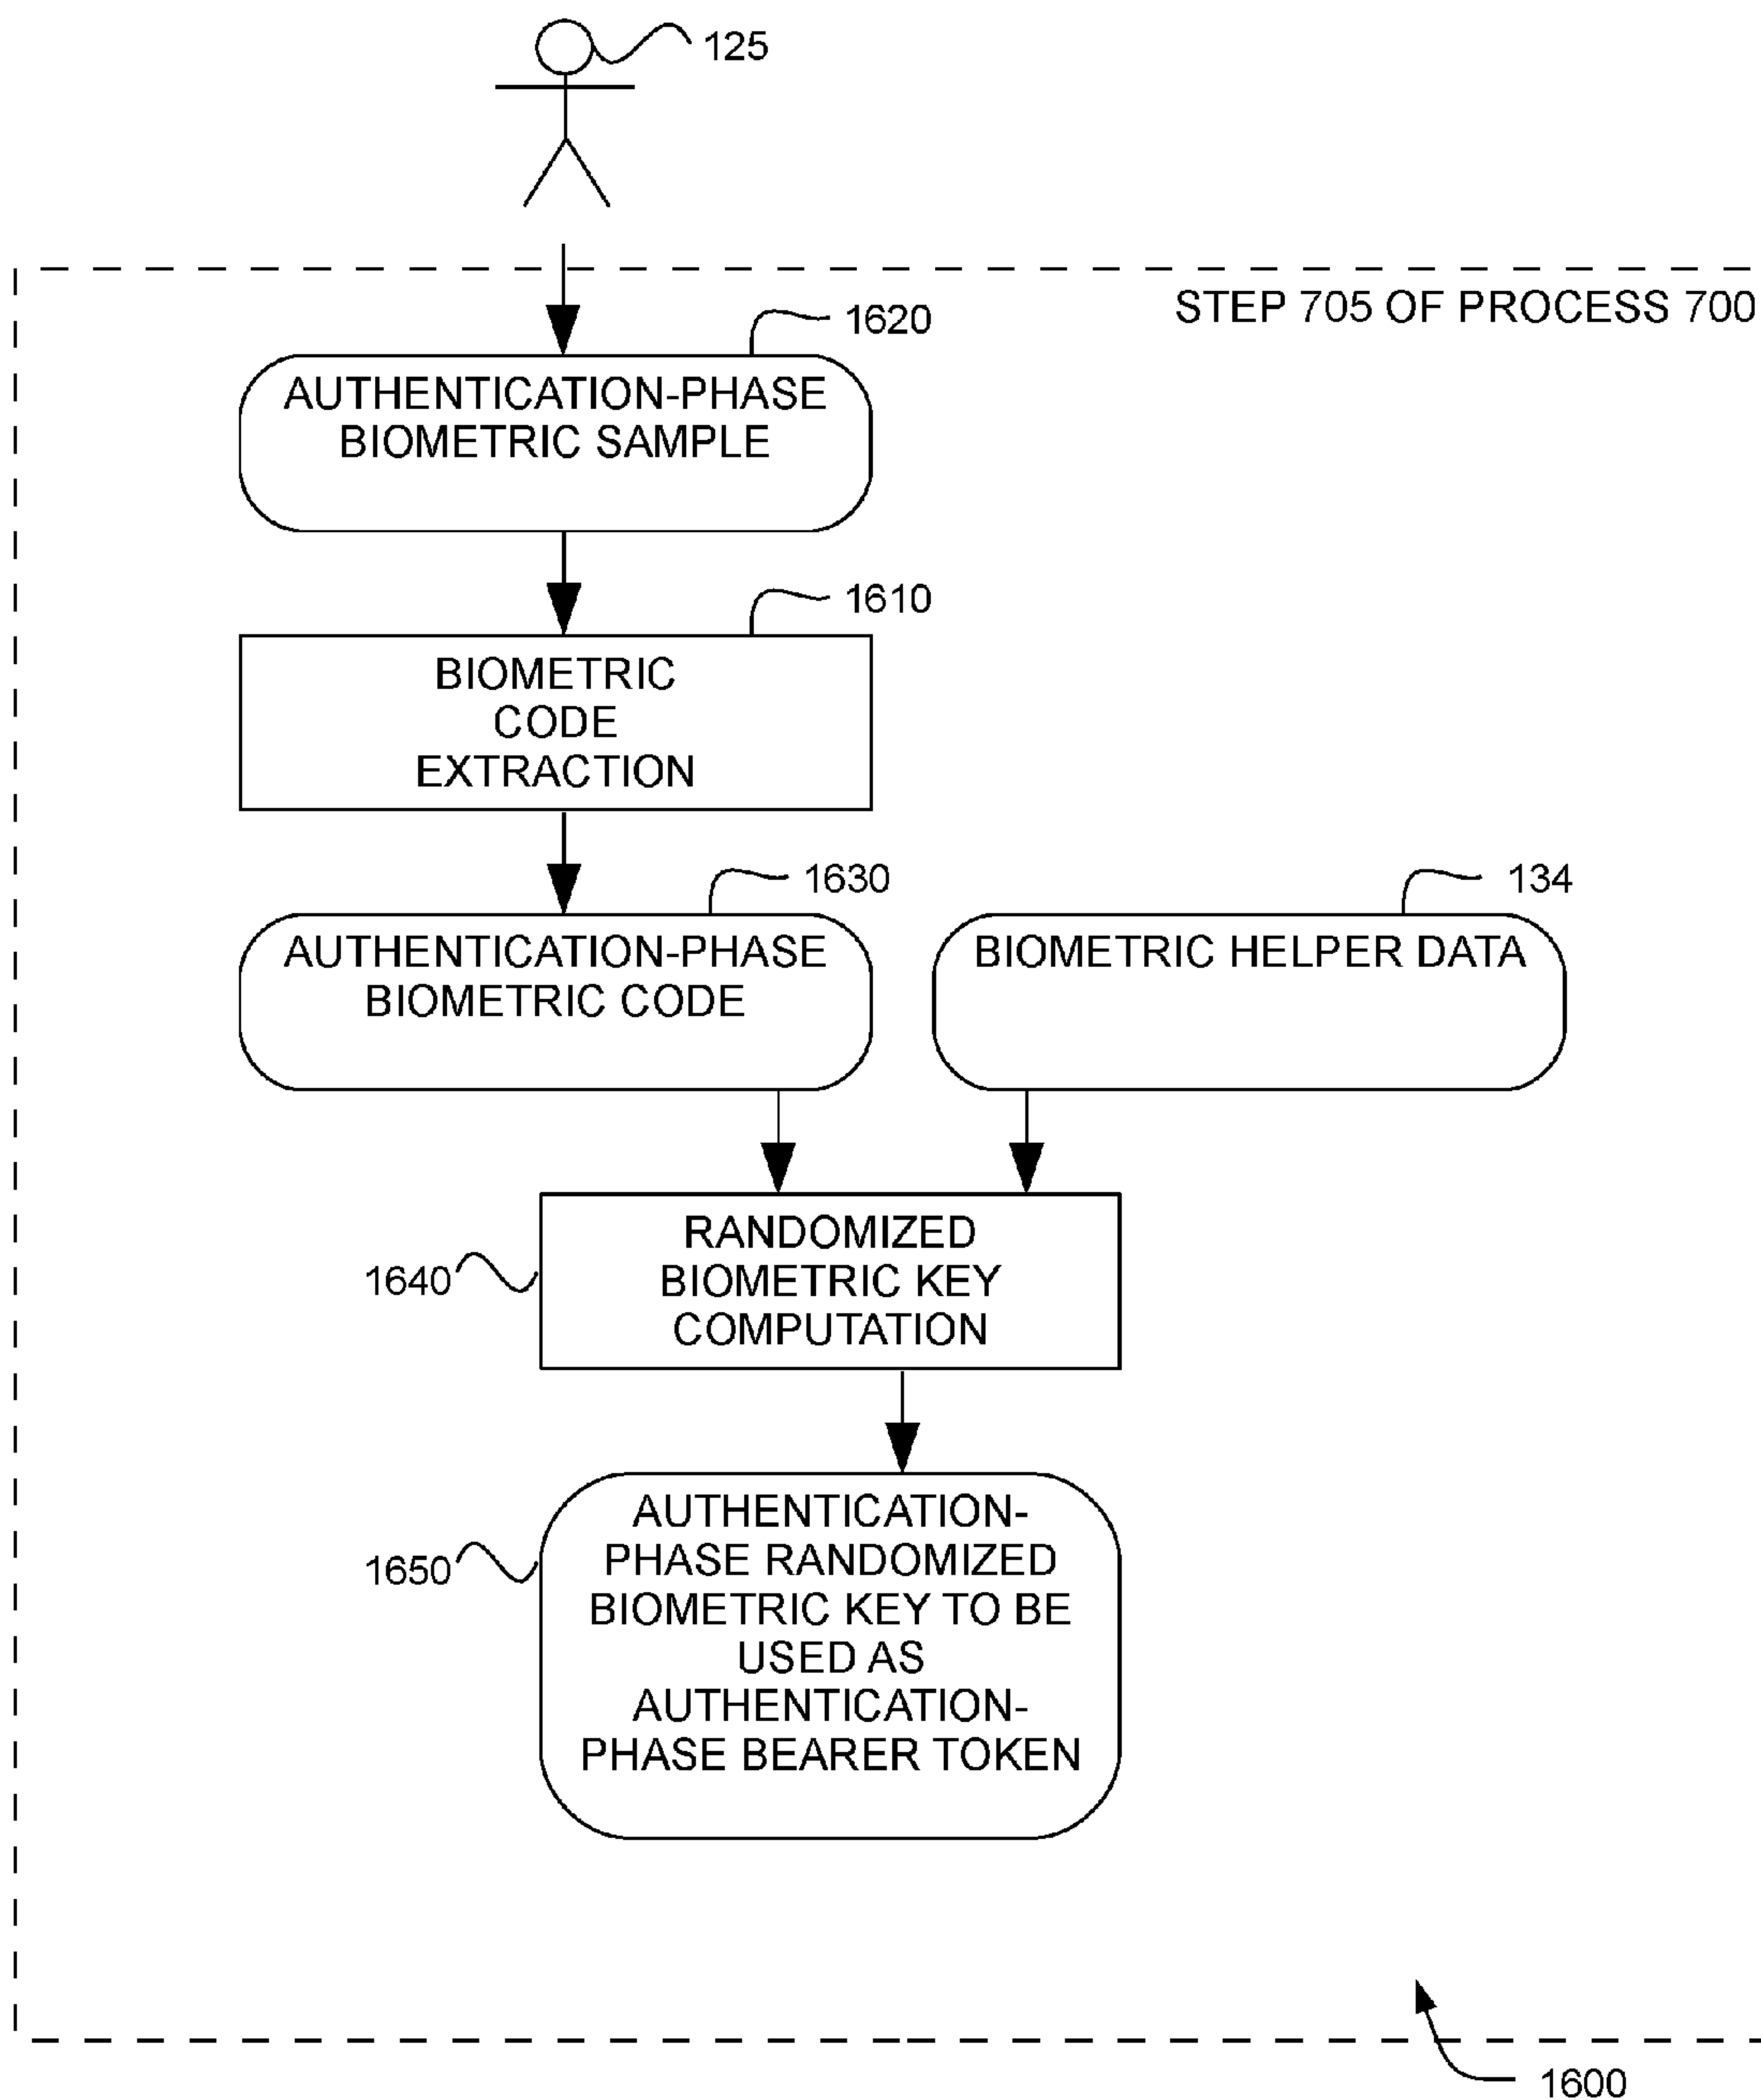 125
STEP 705 OF PROCESS 700
1620
AUTHENTICATION-PHASE
BIOMETRIC SAMPLE
1610
BIOMETRIC
CODE
EXTRACTION
1630
AUTHENTICATION-PHASE
BIOMETRIC CODE
134
BIOMETRIC HELPER DATA
1640
RANDOMIZED
BIOMETRIC KEY
COMPUTATION
1650
AUTHENTICATION-
PHASE RANDOMIZED
BIOMETRIC KEY TO BE
USED AS
AUTHENTICATION-
PHASE BEARER TOKEN
1600